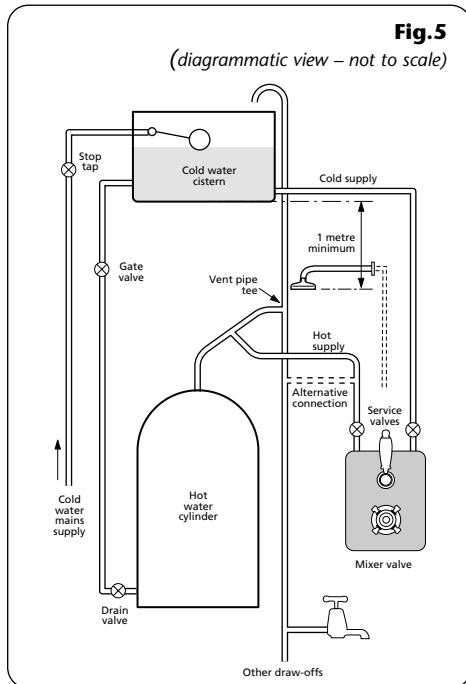 Fig.5
(diagrammatic view – not to scale)
Stop
tap
Cold water
cistern
Cold supply
1 metre
minimum
Gate
valve
Vent pipe
tee
Hot
supply
Alternative
connection
Service
valves
Hot
water
cylinder
Cold
water
mains
supply
Mixer valve
Drain
valve
Other draw-offs